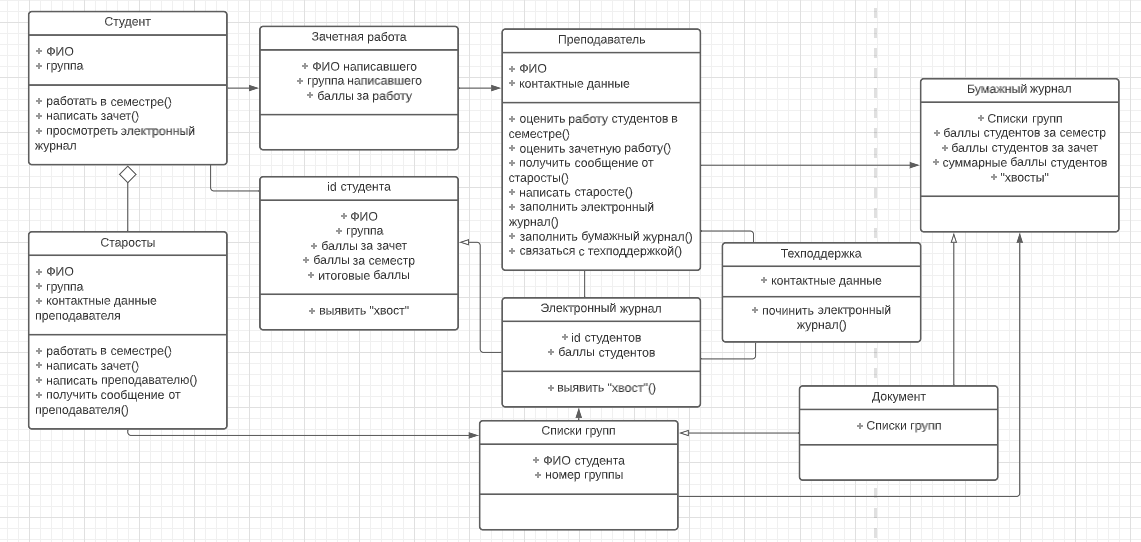 Студент
+ ФИО
+ группа
+ работать в семестре()
+ написать зачет()
+ просмотреть электронный
журнал
Зачетная работа
+ ФИО написавшего
+ группа написавшего
+ баллы за работу
Преподаватель
+ ФИО
+ контактные данные
+ оценить работу студентов в
семестре()
+ оценить зачетную работу()
+ получить сообщение от
старосты()
+ написать старосте()
+ заполнить электронный
журнал()
+ заполнить бумажный журнал()
+ связаться с техподдержкой()
Бумажный журнал
+ Списки групп
+ баллы студентов за семестр
+ баллы студентов за зачет
+ суммарные баллы студентов
+ "хвосты"
id студента
+ ФИО
+ группа
+ баллы за зачет
+ баллы за семестр
+ итоговые баллы
+ выявить "хвост"
Старосты
+ ФИО
+ группа
+ контактные данные
преподавателя
+ работать в семестре()
+ написать зачет()
+ написать преподавателю()
+ получить сообщение от
преподавателя()
Техподдержка
+ контактные данные
+ починить электронный
журнал()
Электронный журнал
+ id студентов
+ баллы студентов
+ выявить "хвост"()
Документ
+ Списки групп
Списки групп
+ ФИО студента
+ номер группы